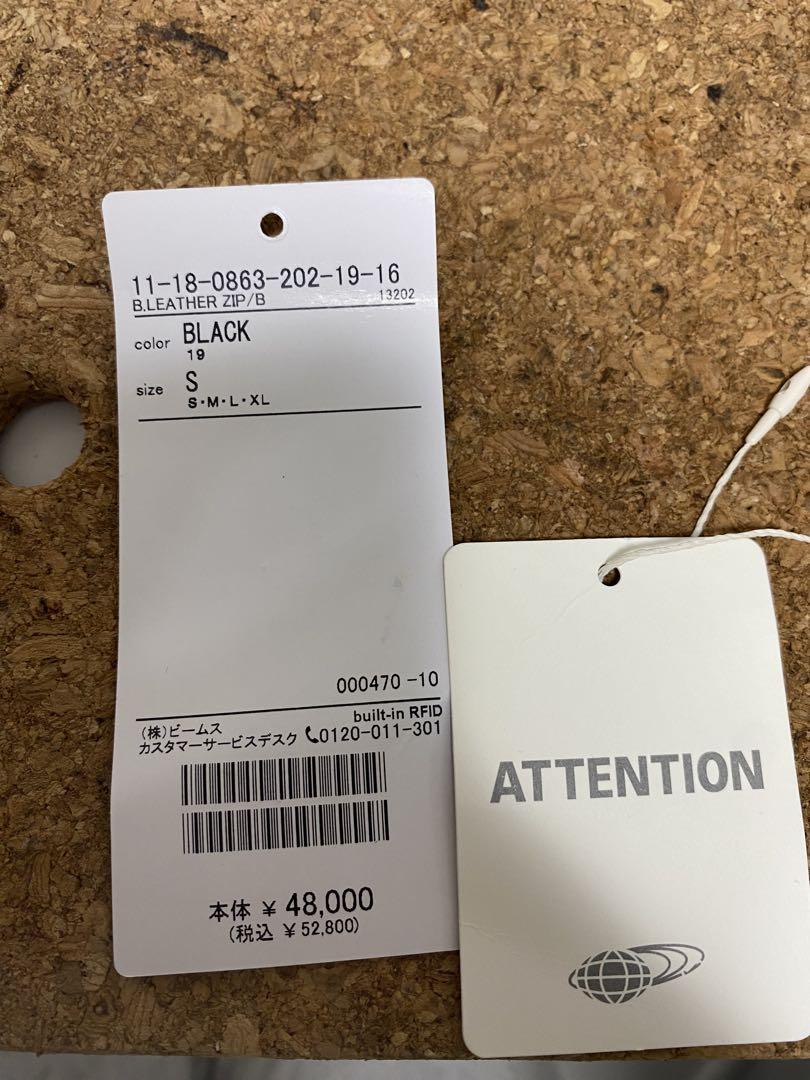 11-18-0863-202-19-16
B.LEATHER ZIP/B 13202
color BLACK
19
size S
S・M・L・XL
000470 -10
built-in RFID
(株)ビームス
カスタマーサービスデスク 0120-011-301
本体 ¥ 48,000
(税込 ¥ 52,800)
ATTENTION